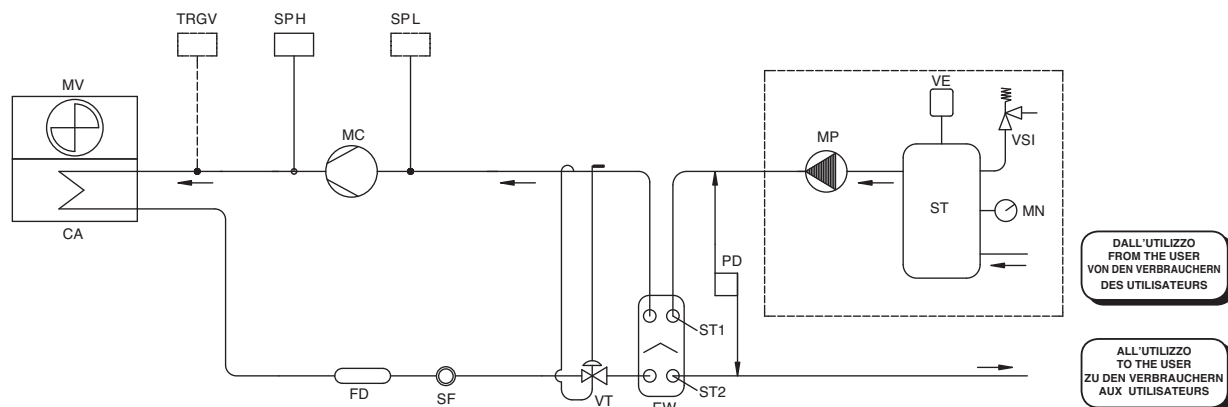 TRGV
SPH
SPL
MV
MC
VE
MP
VSI
ST
MN
CA
PD
DALL'UTILIZZO
FROM THE USER
VON DEN VERBRAUCHERN
DES UTILISATEURS
ST1
FD
SF
VT
EW
ST2
ALL'UTILIZZO
TO THE USER
ZU DEN VERBRAUCHERN
AUX UTILISATEURS